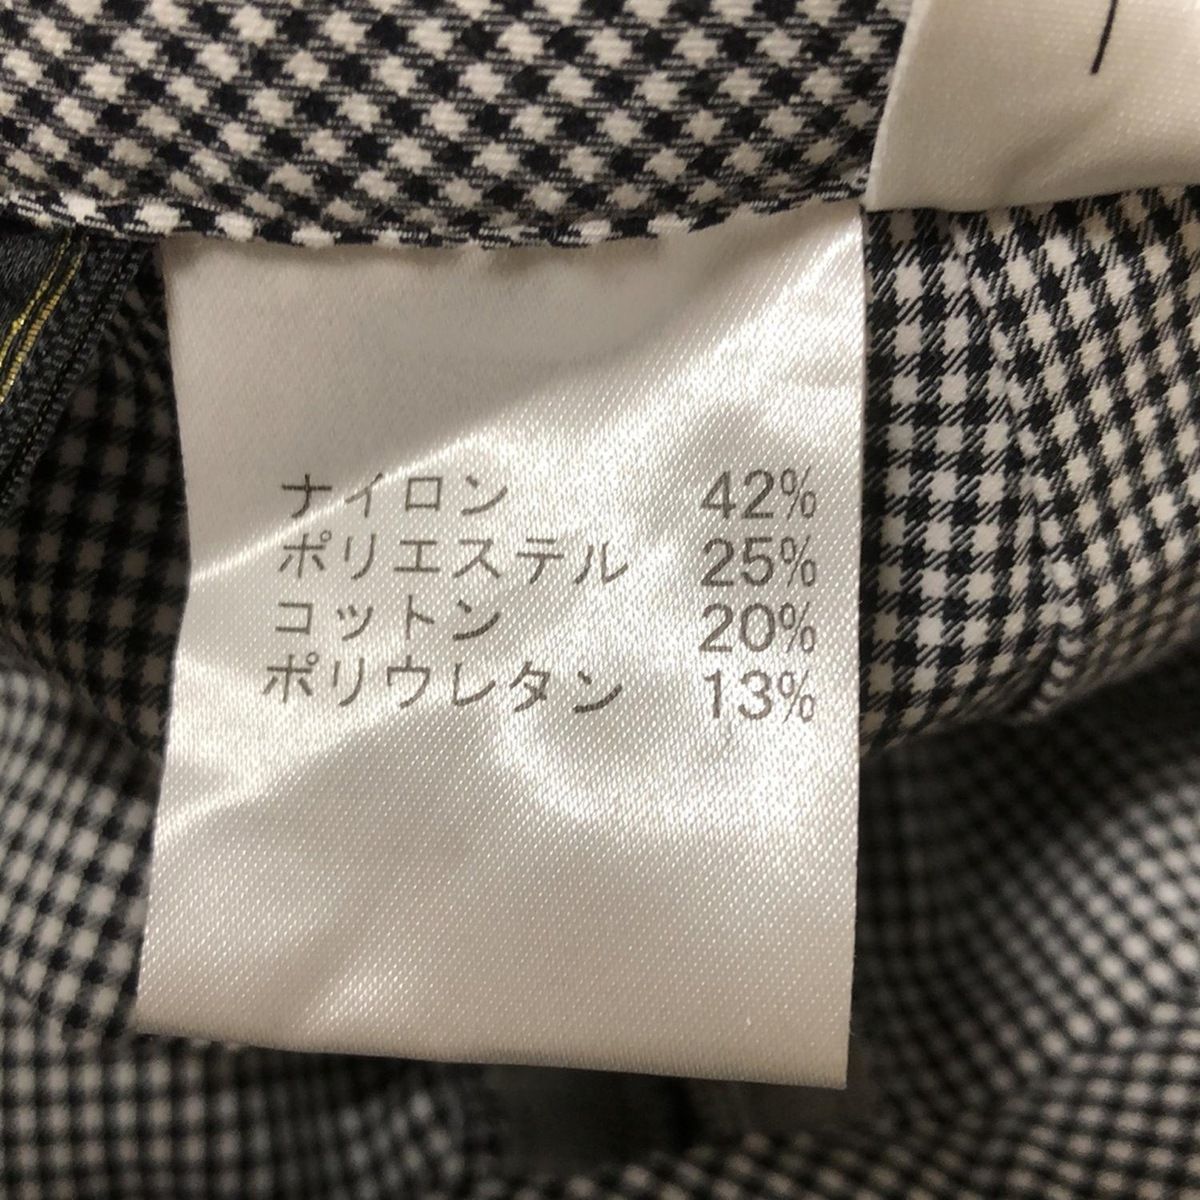 ナイロン 42%
ポリエステル 25%
コットン 20%
ポリウレタン 13%